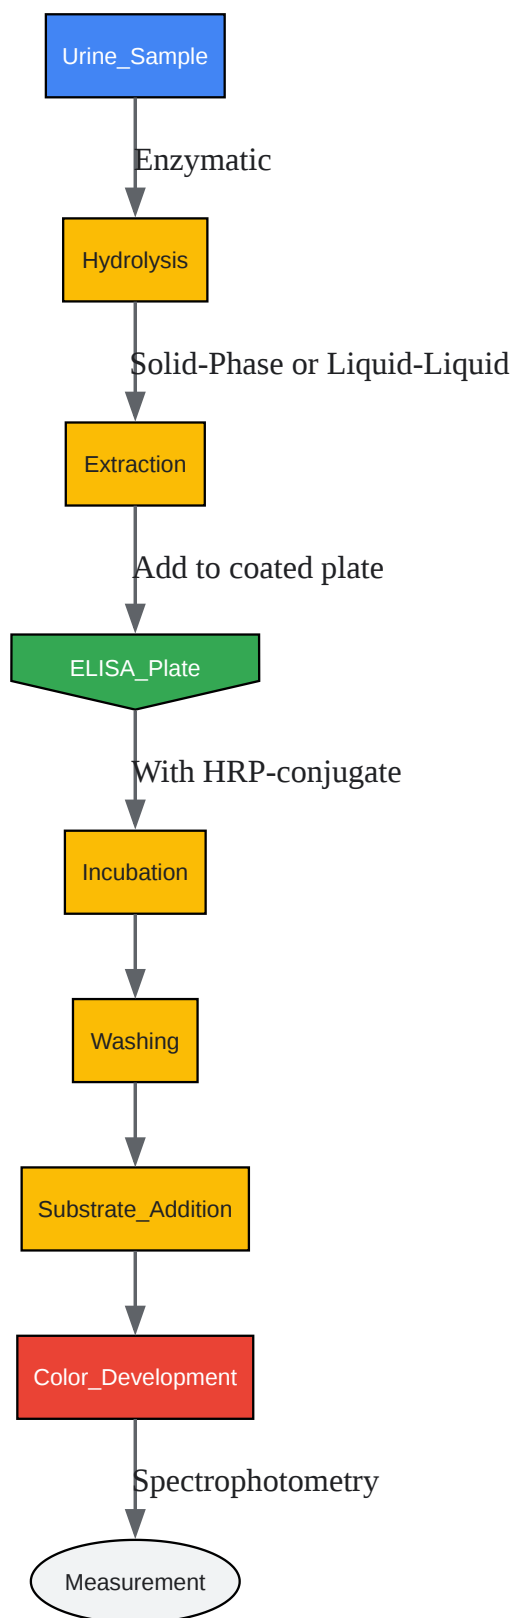 Urine_Sample
Enzymatic
Hydrolysis
Solid-Phase or Liquid-Liquid
Extraction
Add to coated plate
ELISA_Plate
With HRP-conjugate
Incubation
Washing
Substrate_Addition
Color_Development
Spectrophotometry
Measurement